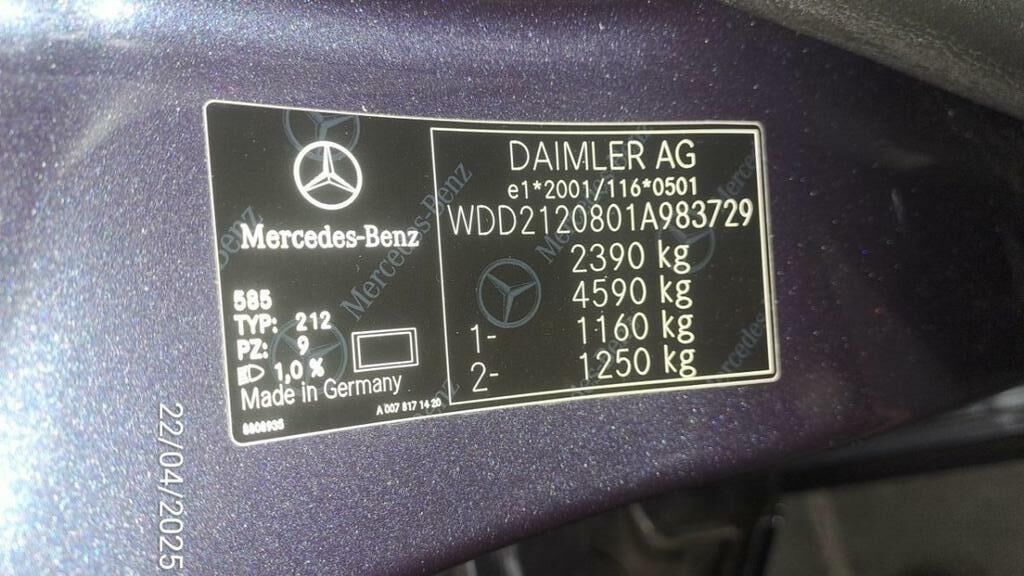 Mercedes-Benz
585
TYP: 212
PZ: 9
1,0 %
Made in Germany
A 007 817 14 20
DAIMLER AG
e1*2001/116*0501
WDD2120801A983729
2390 kg
4590 kg
1- 1160 kg
2- 1250 kg
22/04/2025